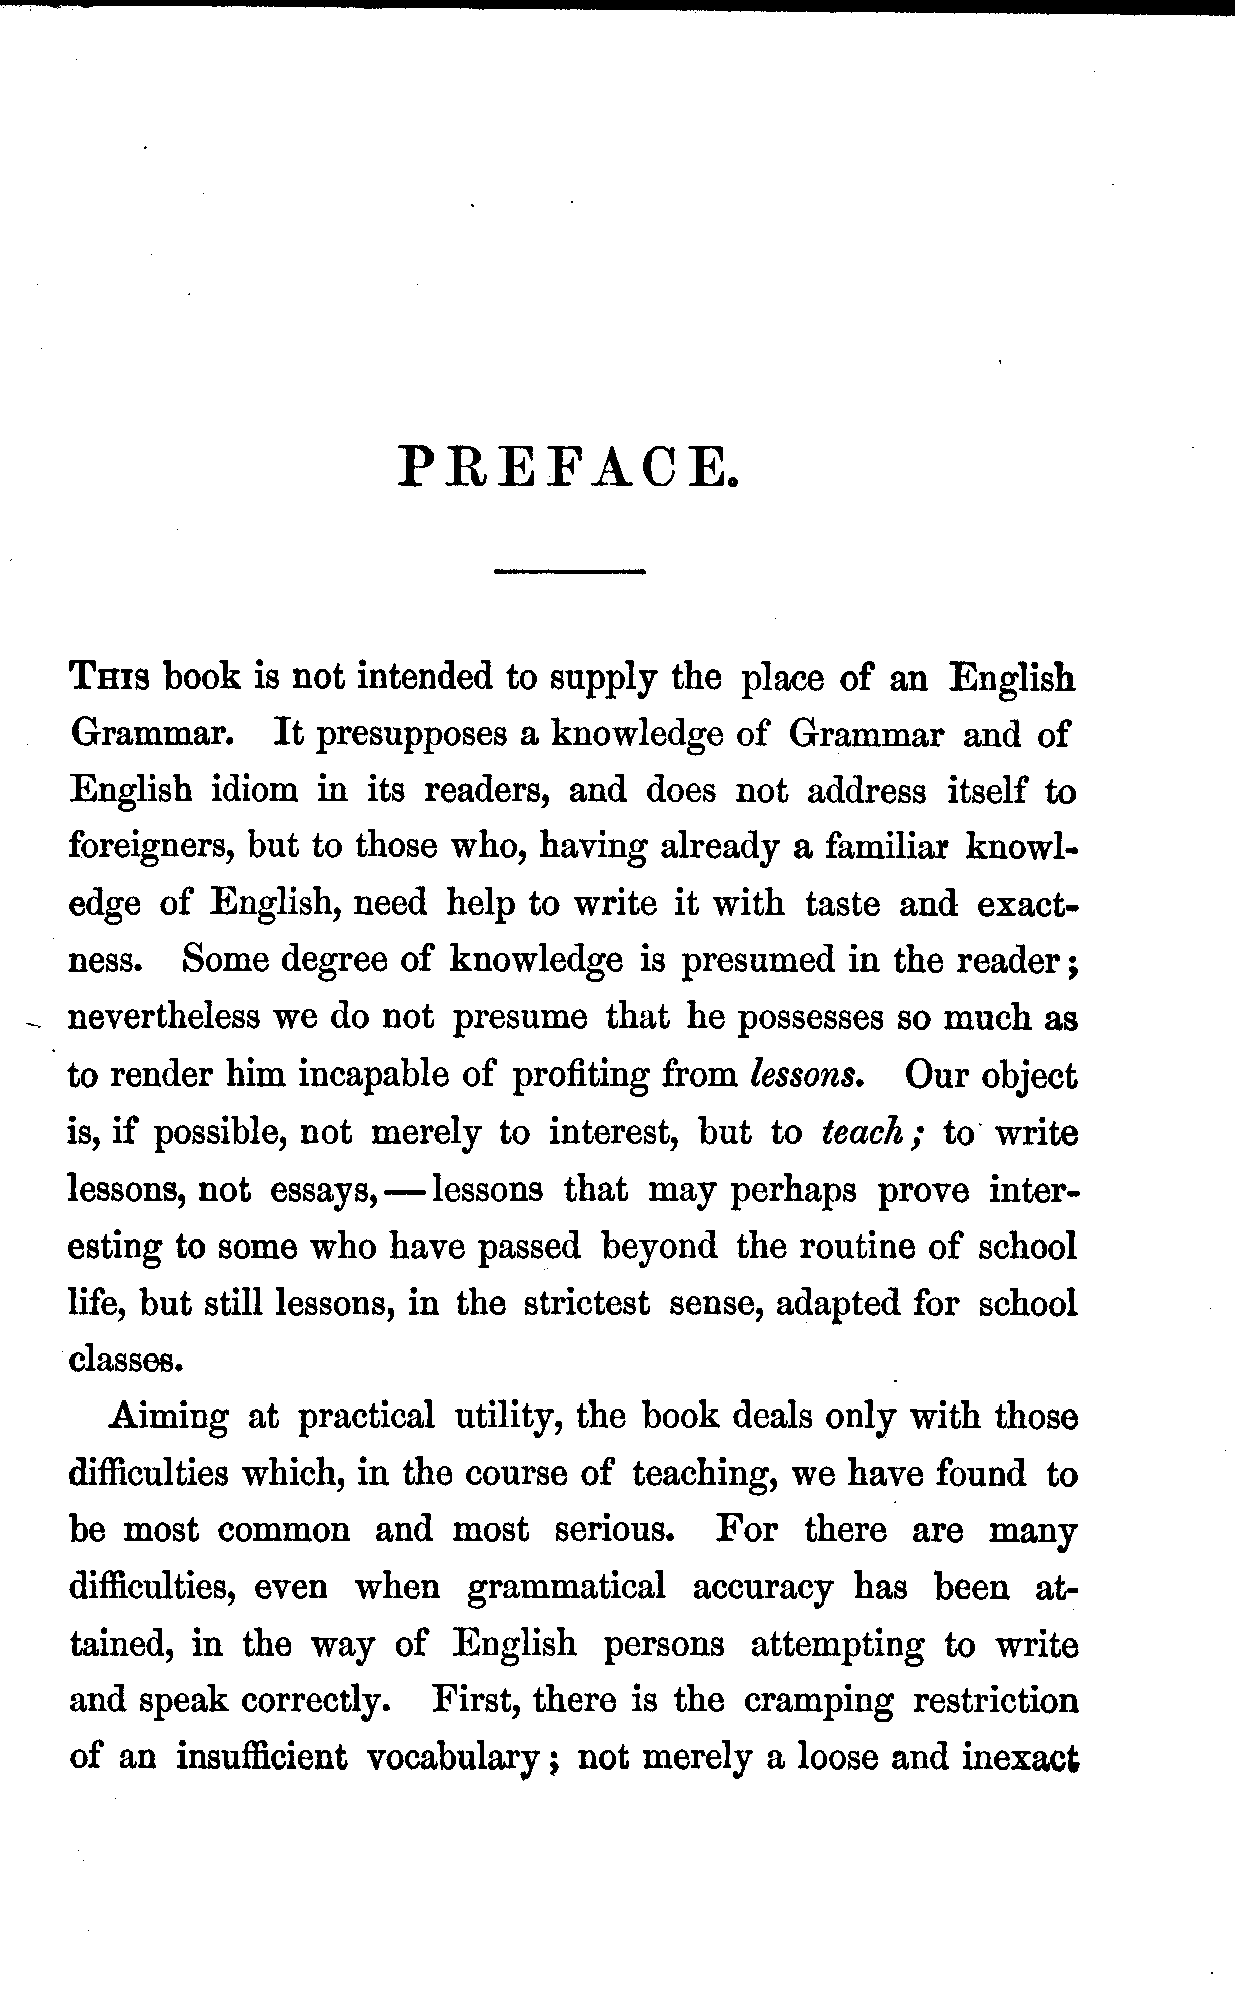 PREFACE.
THIS book is not intended to supply the place of an English
Grammar. It presupposes a knowledge of Grammar and of
English idiom in its readers, and does not address itself to
foreigners, but to those who, having already a familiar knowl-
edge of English, need help to write it with taste and exact-
ness. Some degree of knowledge is presumed in the reader;
nevertheless we do not presume that he possesses so much as
to render him incapable of profiting from lessons. Our object
is, if possible, not merely to interest, but to teach; to write
lessons, not essays,—lessons that may perhaps prove inter-
esting to some who have passed beyond the routine of school
life, but still lessons, in the strictest sense, adapted for school
classes.
Aiming at practical utility, the book deals only with those
difficulties which, in the course of teaching, we have found to
be most common and most serious. For there are many
difficulties, even when grammatical accuracy has been at-
tained, in the way of English persons attempting to write
and speak correctly. First, there is the cramping restriction
of an insufficient vocabulary; not merely a loose and inexact